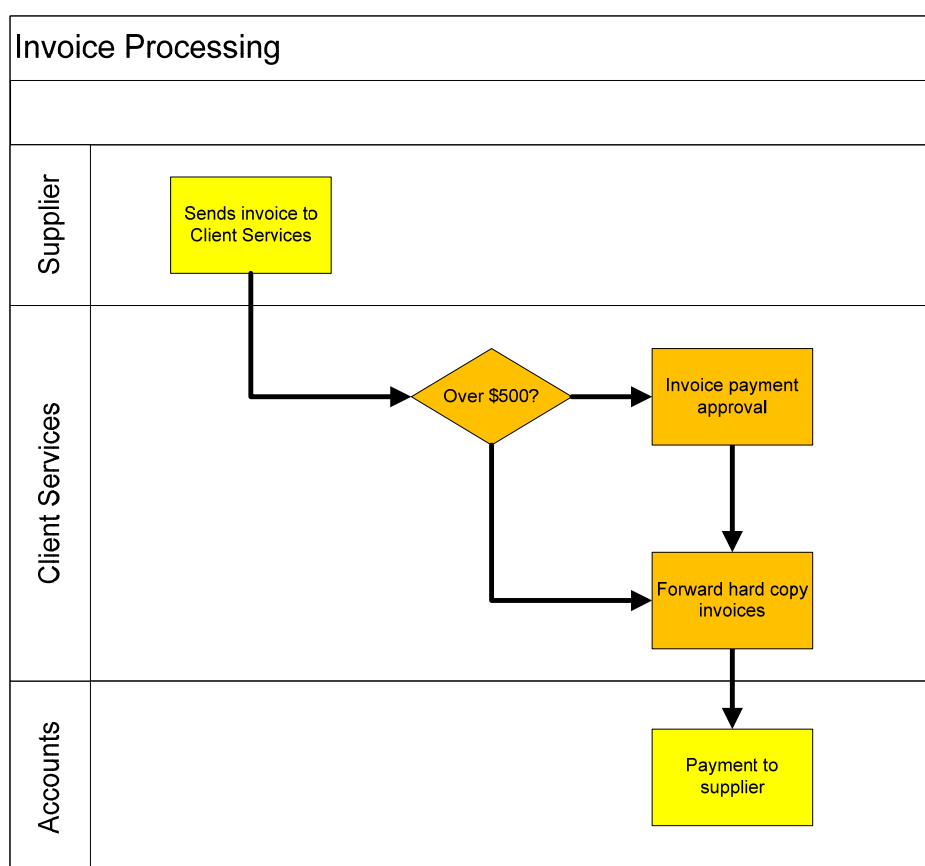 Invoice Processing
Supplier
Sends invoice to
Client Services
Client Services
Over $500?
Invoice payment
approval
Forward hard copy
invoices
Accounts
Payment to
supplier